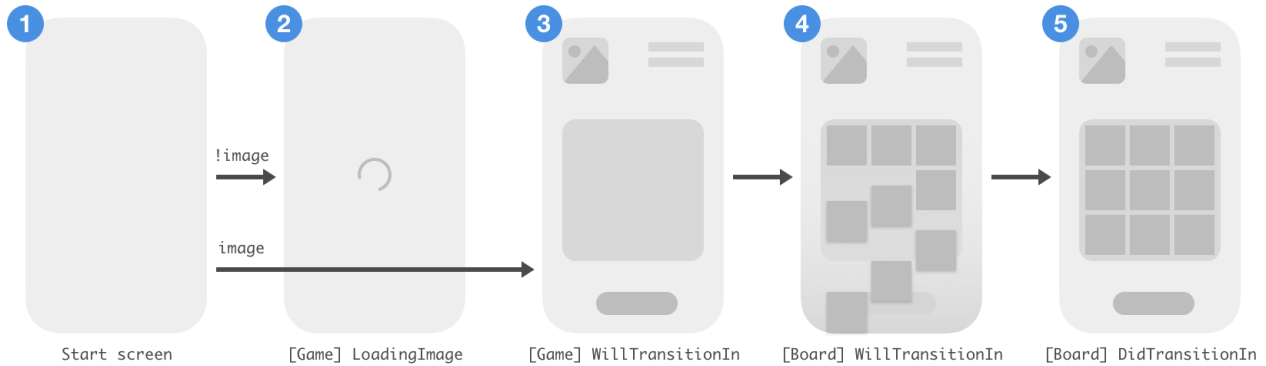 1
2
3
4
5
!image
image
Start screen
[Game] LoadingImage
[Game] WillTransitionIn
[Board] WillTransitionIn
[Board] DidTransitionIn